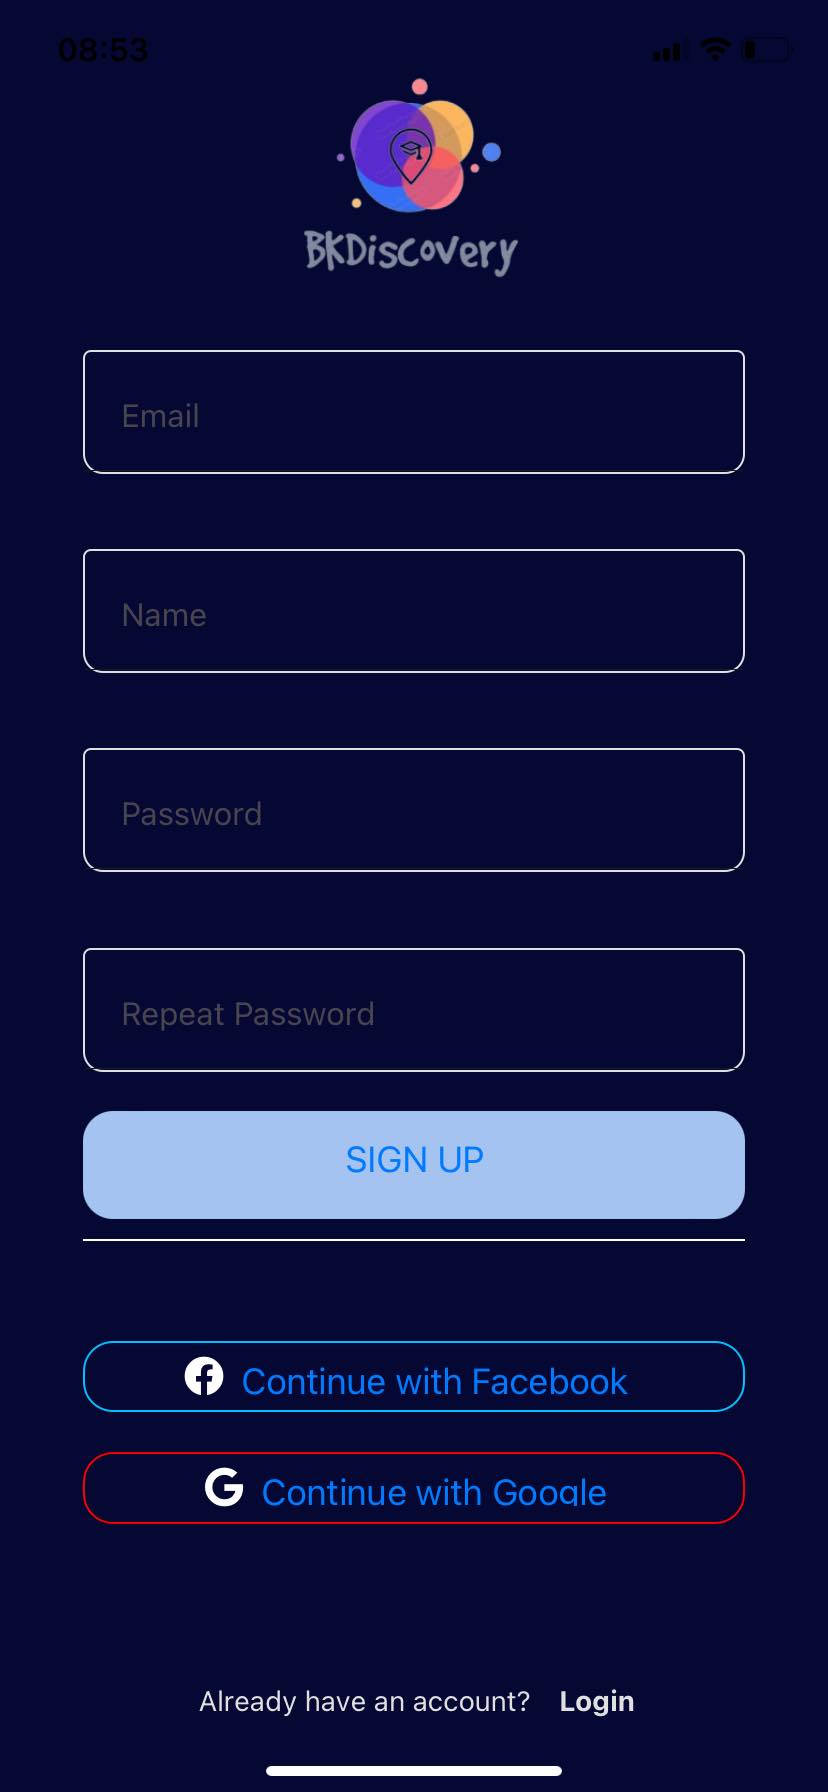 08:53
BKDiscovery
Email
Name
Password
Repeat Password
SIGN UP
Continue with Facebook
Continue with Google
Already have an account? Login